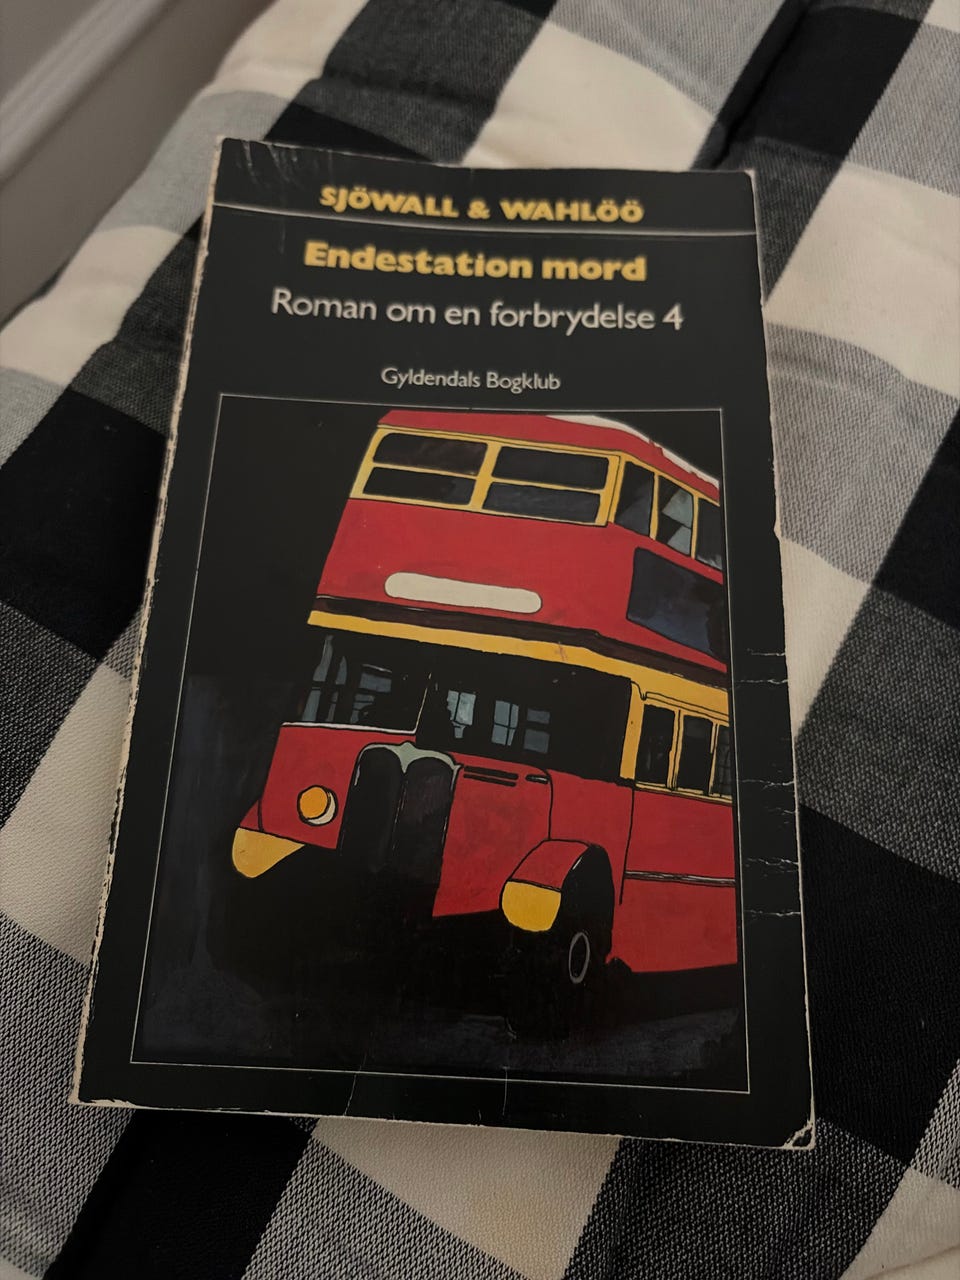 SJÖWALL & WAHLÖÖ
Endestation mord
Roman om en forbrydelse 4
Gyldendals Bogklub